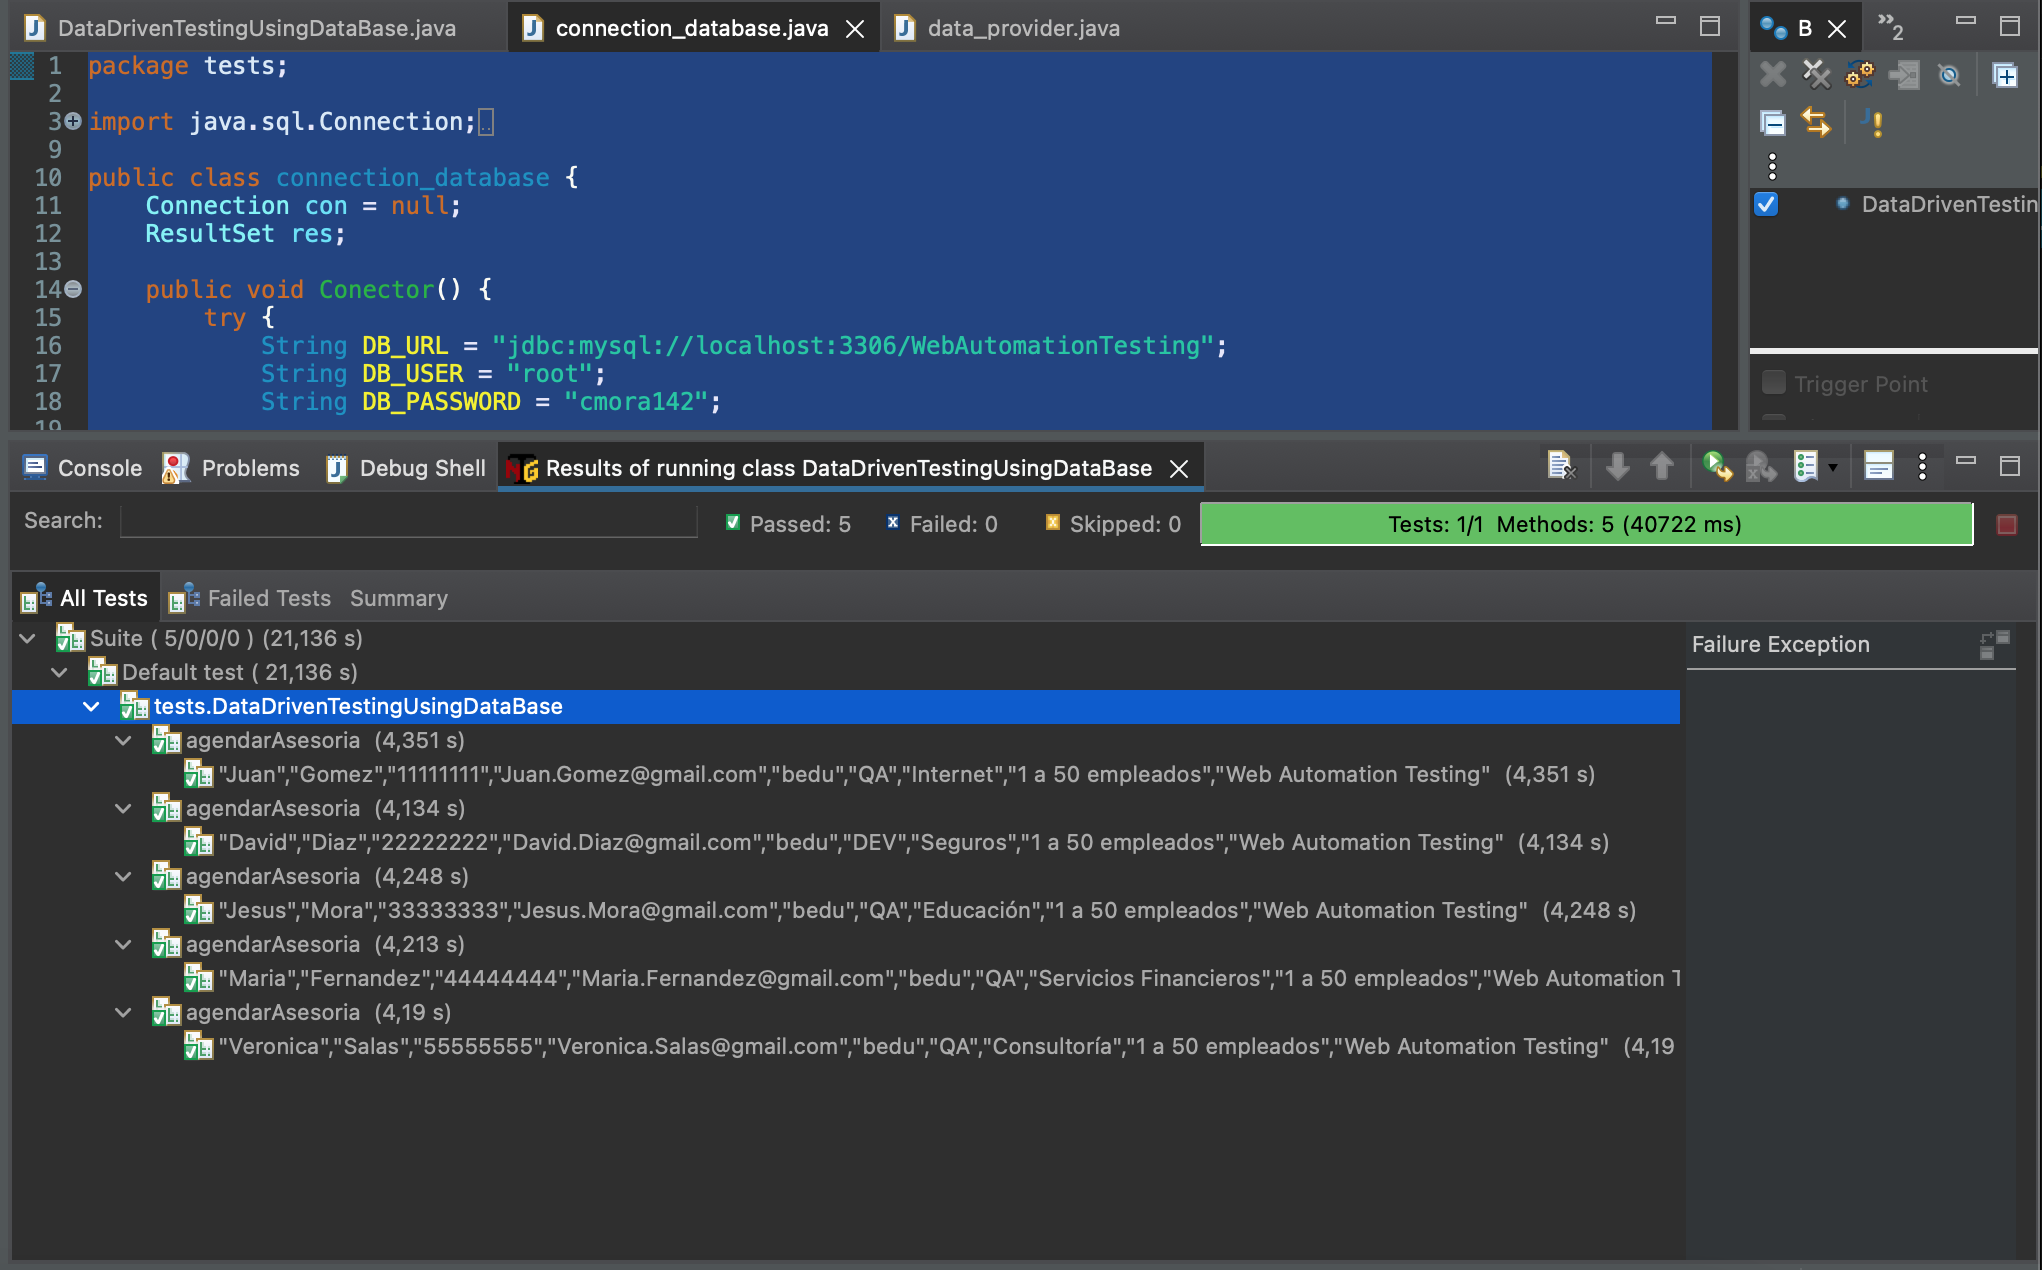 DataDrivenTestingUsingDataBase.java
connection_database.java
data_provider.java
B
»2
1 package tests;
2
3 import java.sql.Connection;
9
10 public class connection_database {
11 Connection con = null;
12 ResultSet res;
13
14 public void Conector() {
15 try {
16 String DB_URL = "jdbc:mysql://localhost:3306/WebAutomationTesting";
17 String DB_USER = "root";
18 String DB_PASSWORD = "cmora142";
19
DataDrivenTestin
Trigger Point
Console
Problems
Debug Shell
Results of running class DataDrivenTestingUsingDataBase
Search:
Passed: 5
Failed: 0
Skipped: 0
Tests: 1/1 Methods: 5 (40722 ms)
All Tests
Failed Tests
Summary
Suite ( 5/0/0/0 ) (21,136 s)
Default test ( 21,136 s)
tests.DataDrivenTestingUsingDataBase
agendarAsesoria (4,351 s)
"Juan","Gomez","11111111","Juan.Gomez@gmail.com","bedu","QA","Internet","1 a 50 empleados","Web Automation Testing" (4,351 s)
agendarAsesoria (4,134 s)
"David","Diaz","22222222","David.Diaz@gmail.com","bedu","DEV","Seguros","1 a 50 empleados","Web Automation Testing" (4,134 s)
agendarAsesoria (4,248 s)
"Jesus","Mora","33333333","Jesus.Mora@gmail.com","bedu","QA","Educación","1 a 50 empleados","Web Automation Testing" (4,248 s)
agendarAsesoria (4,213 s)
"Maria","Fernandez","44444444","Maria.Fernandez@gmail.com","bedu","QA","Servicios Financieros","1 a 50 empleados","Web Automation T
agendarAsesoria (4,19 s)
"Veronica","Salas","55555555","Veronica.Salas@gmail.com","bedu","QA","Consultoría","1 a 50 empleados","Web Automation Testing" (4,19
Failure Exception